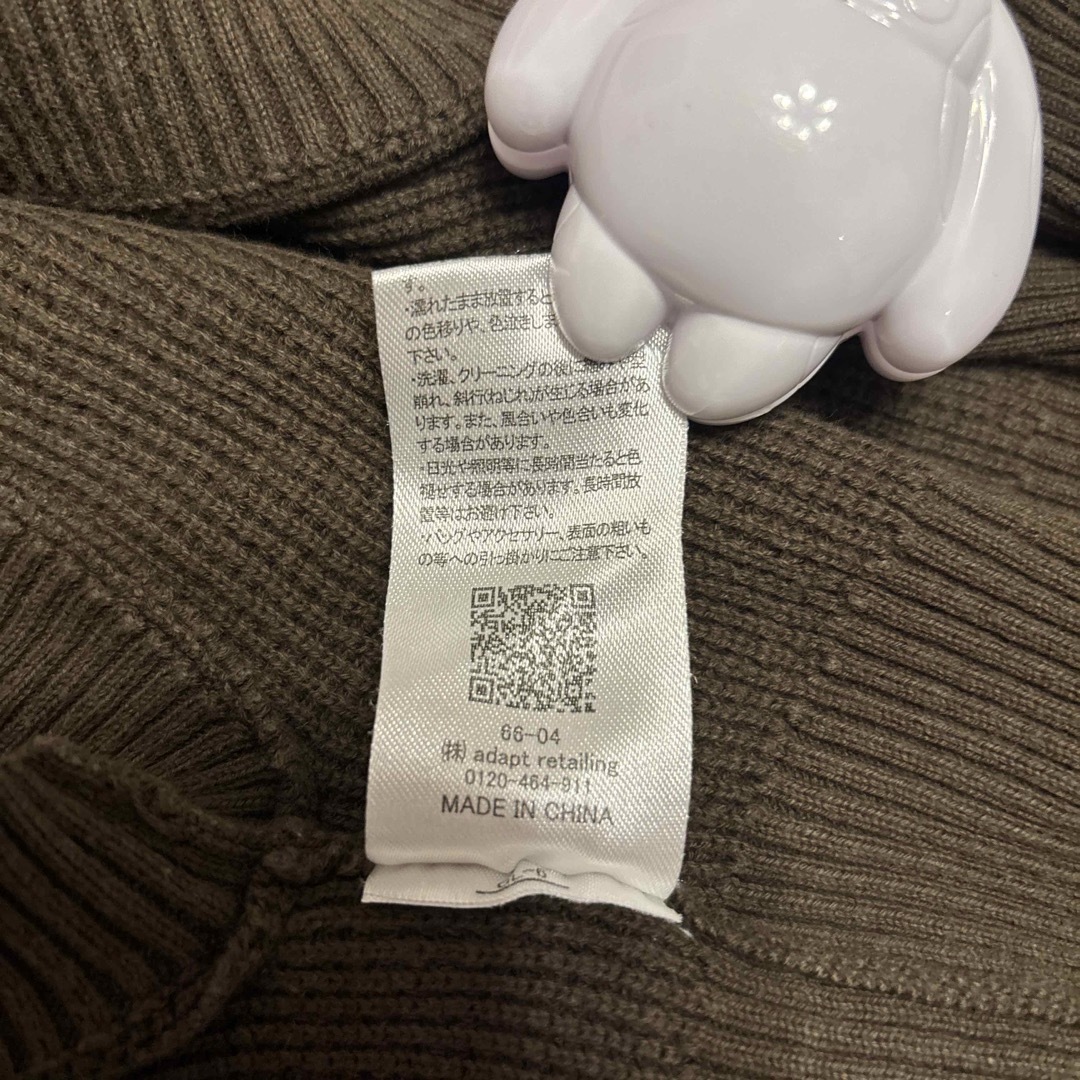 す。
・濡れたまま放置すると
の色移りや、色泣きしま
下さい。
・洗濯、クリーニングの後に
崩れ、斜行(ねじれ)が生じる場合があ
ります。また、風合いや色合いも変化
する場合があります。
・日光や照明等に長時間当たると色
褪せする場合があります。長時間放
置等はお避け下さい。
・バングやアクセサリー、表面の粗いも
の等への引っ掛かりにご注意下さい。
66-04
(株) adapt retailing
0120-464-911
MADE IN CHINA